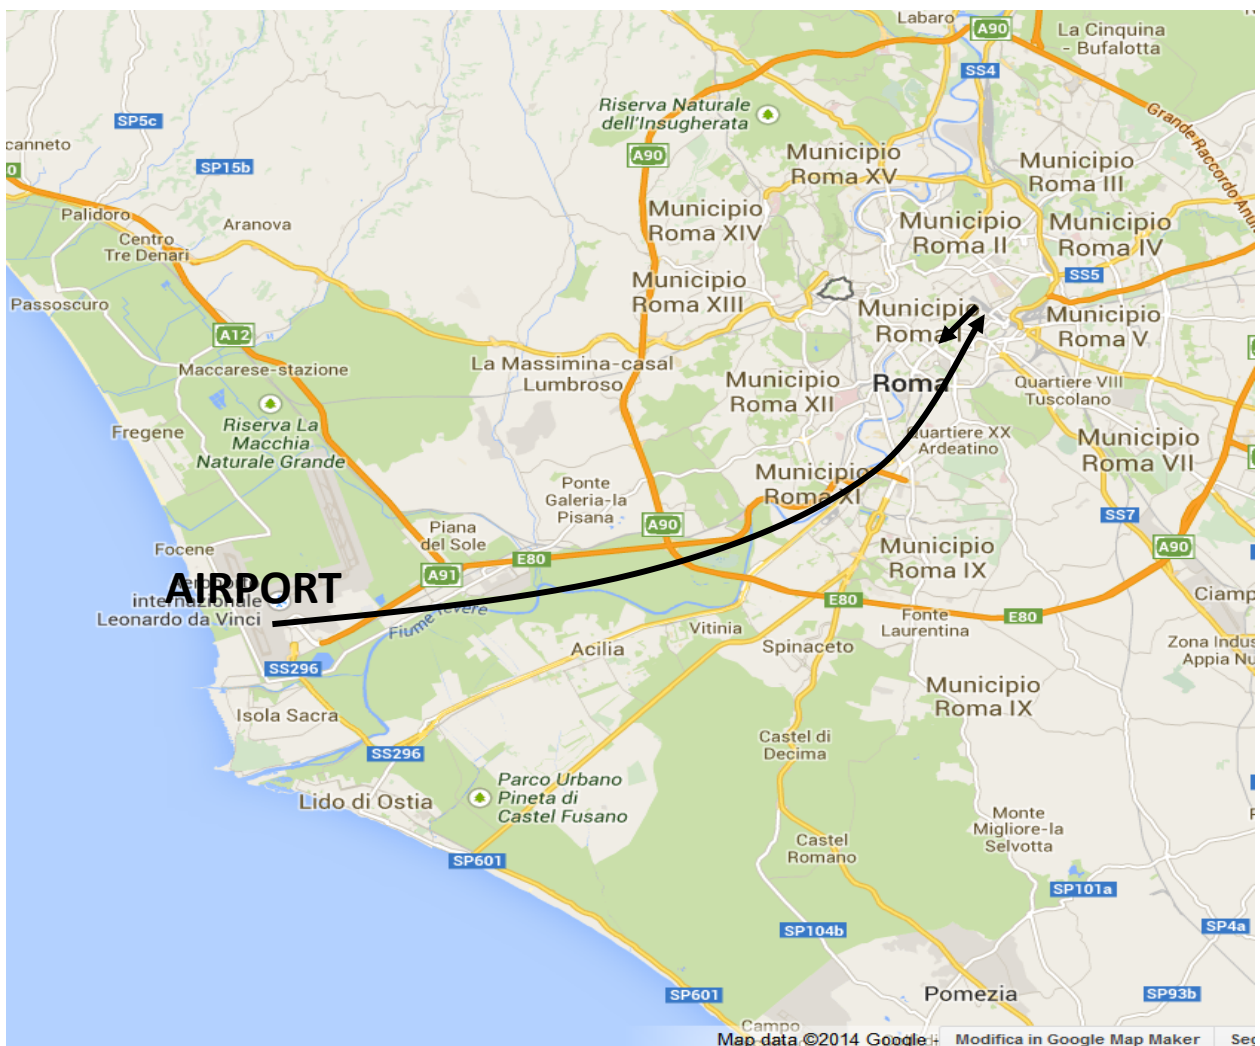 Labaro
A90
La Cinquina
- Bufalotta
SS4
Riserva Naturale
dell'Insugherata
SP5c
canneto
A90
Grande Raccordo
SP15b
Municipio
Roma XV
Municipio
Roma III
Palidoro
Aranova
Municipio
Roma XIV
Municipio
Roma II
Municipio
Roma IV
Centro
Tre Denari
SS5
Passoscuro
Municipio
Roma XIII
Municipio
Roma I
Municipio
Roma V
A12
Maccarese-stazione
La Massimina-casal
Lumbroso
Municipio
Roma XII
Roma
Quartiere VIII
Tuscolano
Fregene
Riserva La
Macchia
Naturale Grande
Quartiere XX
Ardeatino
Municipio
Roma VII
Ponte
Galeria-la
Pisana
Municipio
Roma XI
SS7
A90
A90
Focene
Piana
del Sole
E80
A91
Municipio
Roma IX
AIRPORT
internazionale
Leonardo da Vinci
Fiume Tevere
E80
E80
Ciamp
Fonte
Laurentina
Vitinia
Acilia
Spinaceto
Zona Indus
Appia Nu
SS296
Municipio
Roma IX
Isola Sacra
SS296
Castel di
Decima
Lido di Ostia
Parco Urbano
Pineta di
Castel Fusano
Monte
Migliore-la
Selvotta
SP601
Castel
Romano
SP101a
SP104b
SP4a
SP601
Pomezia
SP93b
Campo
Map data ©2014 Google -
Modifica in Google Map Maker